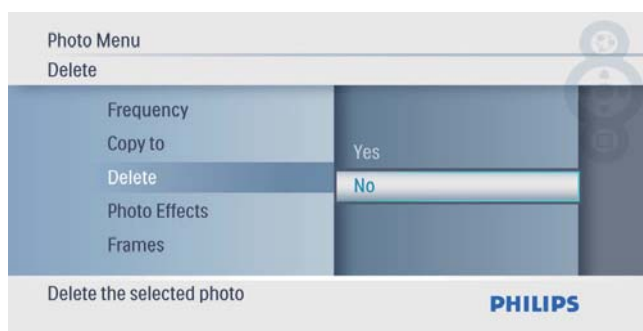 Photo Menu
Delete
Frequency
Copy to
Delete
Photo Effects
Frames
Yes
No
Delete the selected photo
PHILIPS